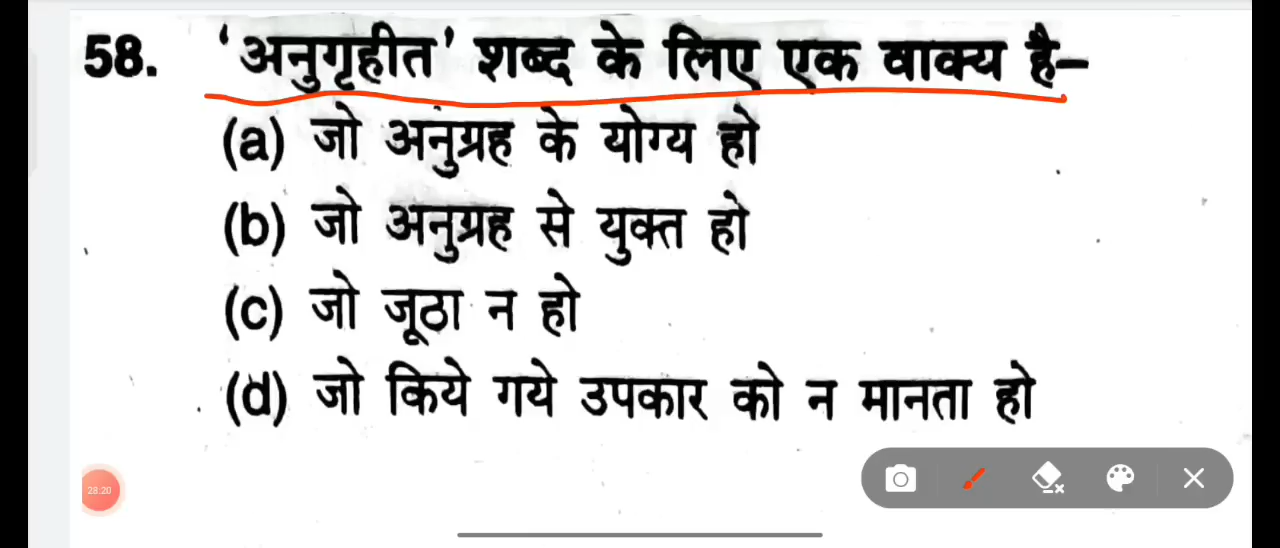 58. 'अनुगृहीत' शब्द के लिए एक वाक्य है–
(a) जो अनुग्रह के योग्य हो
(b) जो अनुग्रह से युक्त हो
(c) जो जूठा न हो
(d) जो किये गये उपकार को न मानता हो
28:20